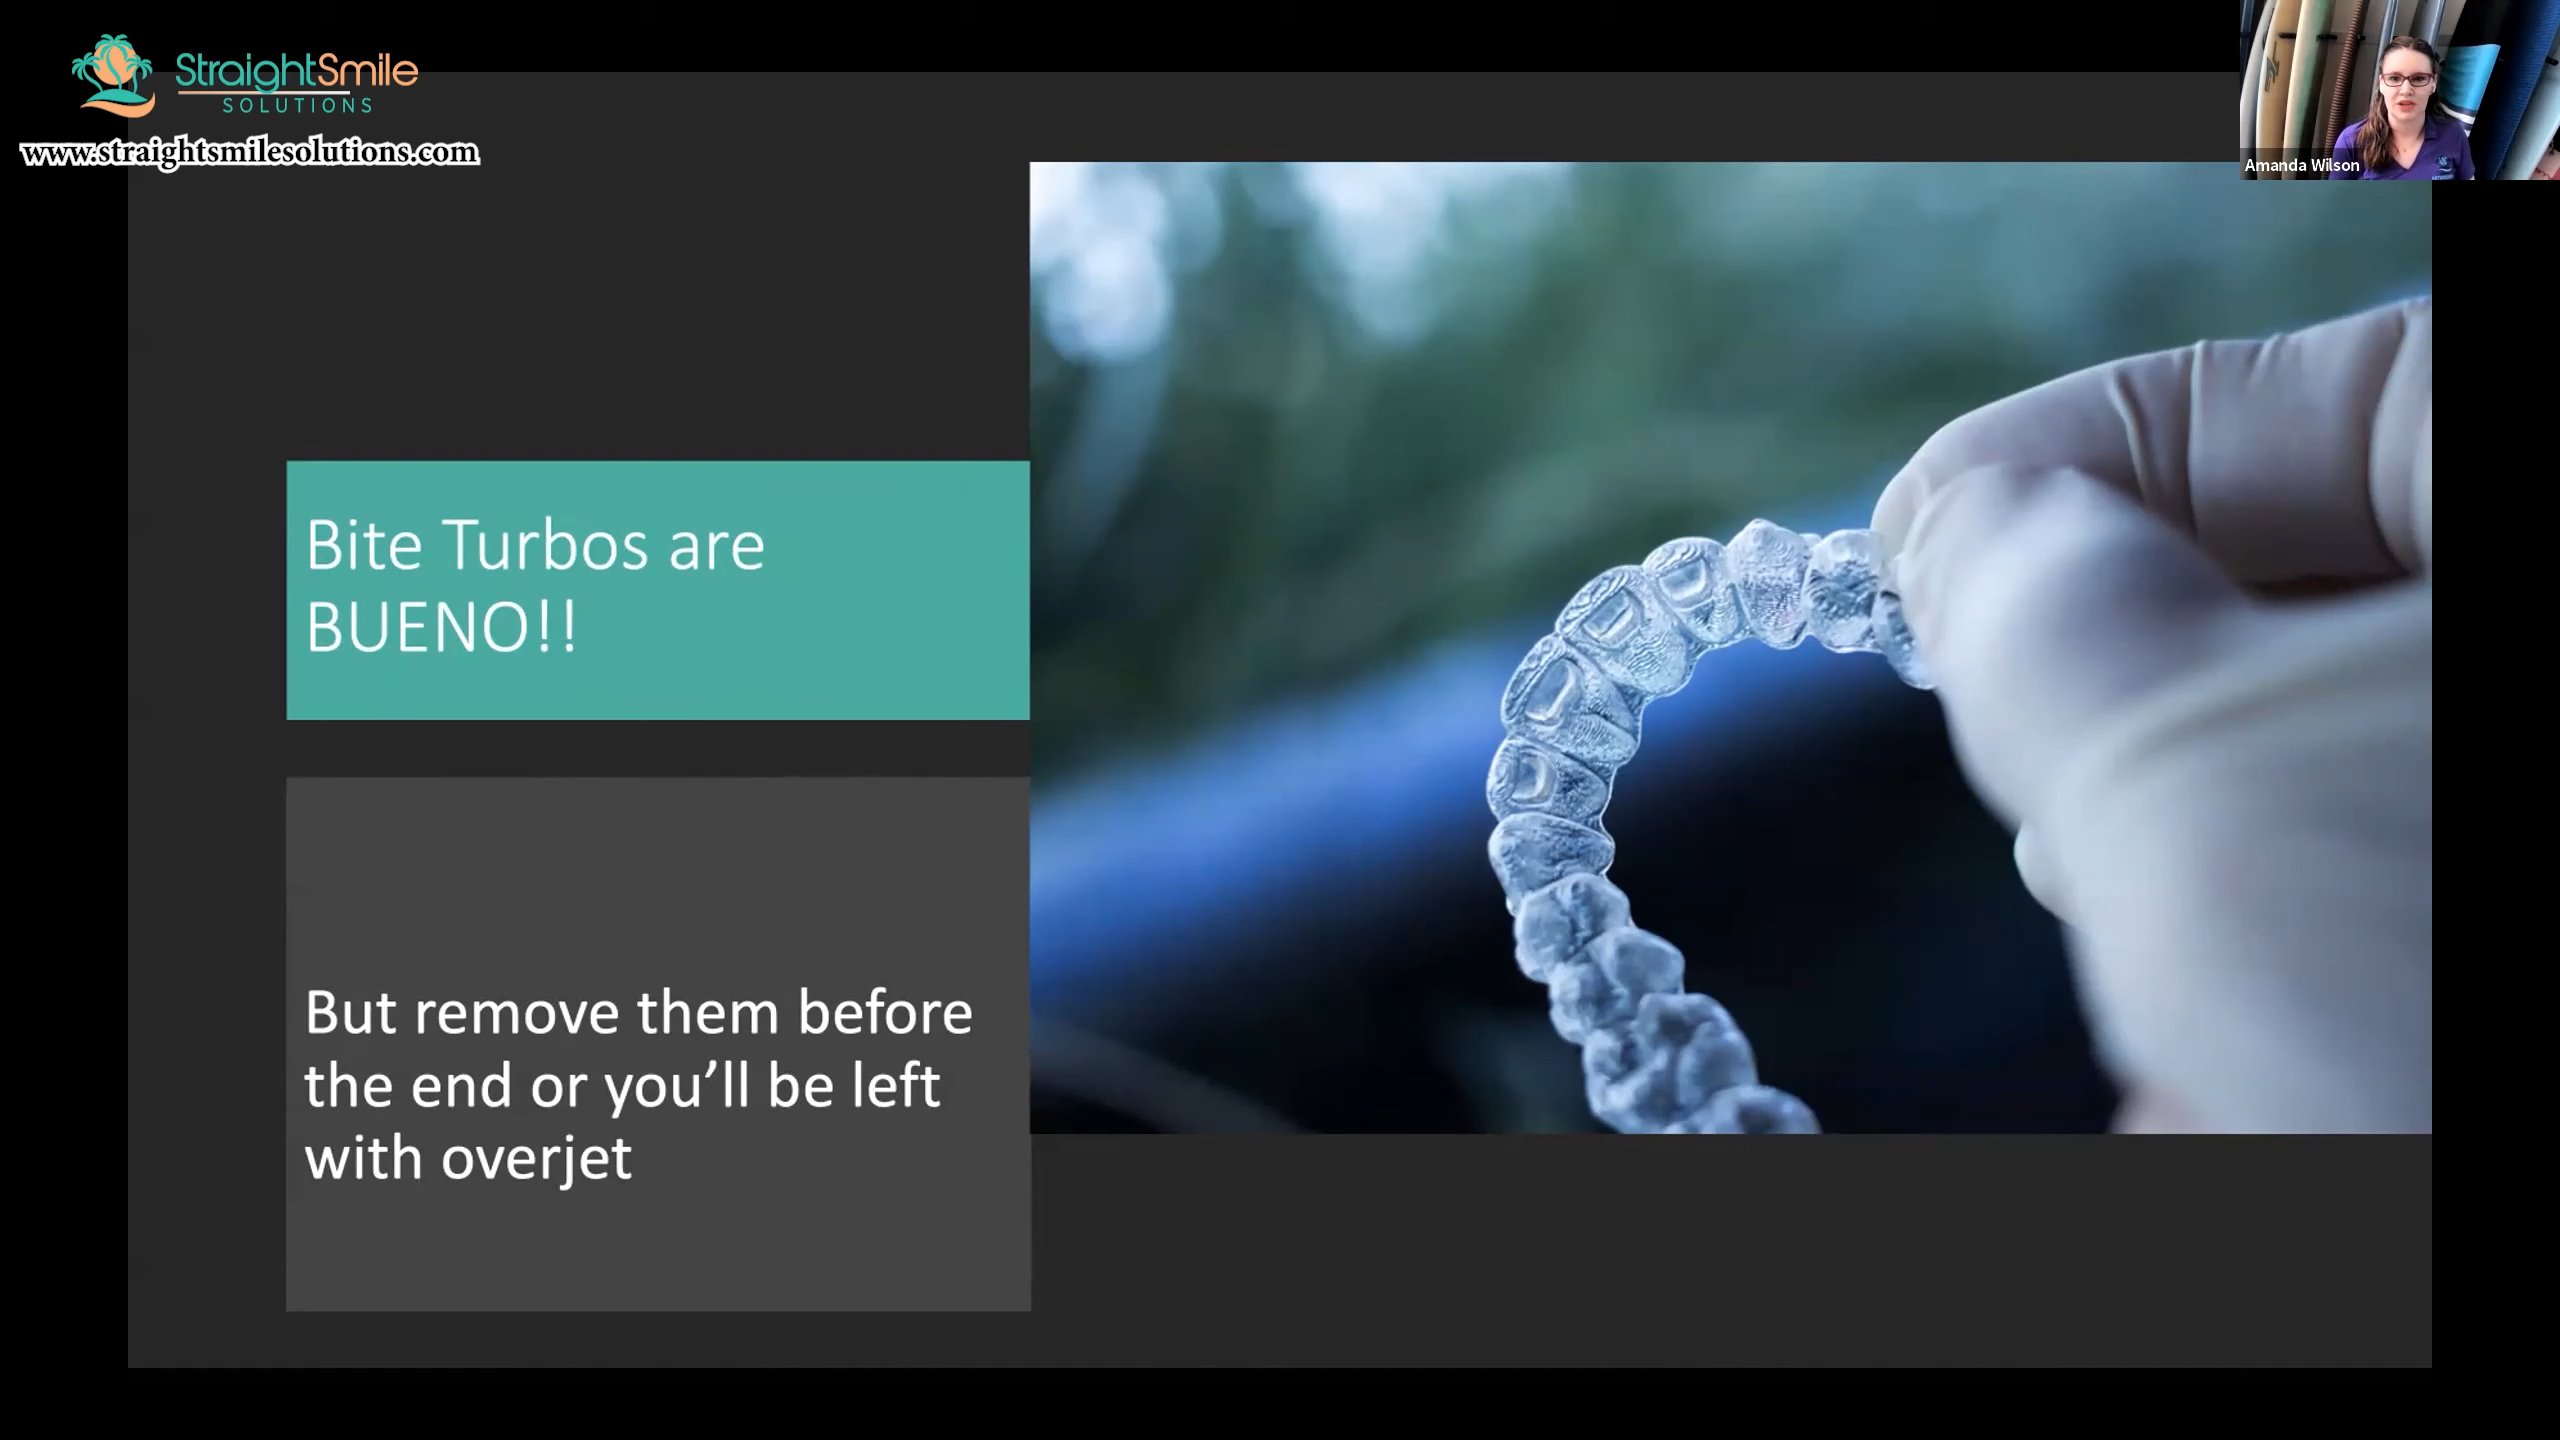 StraightSmile
SOLUTIONS
www.straightsmilesolutions.com
Amanda Wilson
Bite Turbos are
BUENO!!
But remove them before
the end or you’ll be left
with overjet